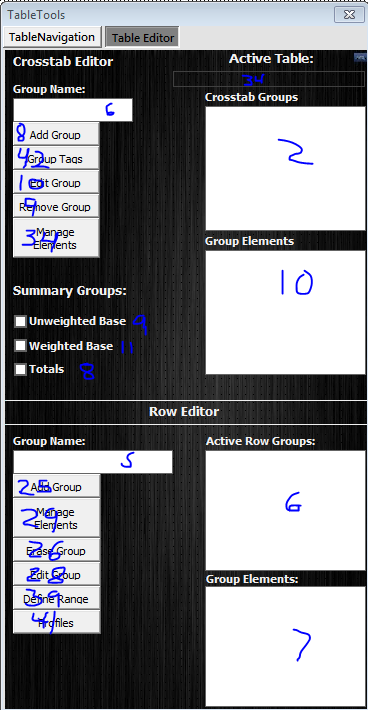 TableTools
TableNavigation Table Editor
Crosstab Editor
Active Table:
34
Group Name:
6
Crosstab Groups
2
8 Add Group
42 Group Tags
10 Edit Group
9 Remove Group
34 Manage
Elements
Group Elements
10
Summary Groups:
Unweighted Base 9
Weighted Base 11
Totals 8
Row Editor
Group Name:
5
Active Row Groups:
6
25 Add Group
29 Manage
Elements
26 Erase Group
28 Edit Group
39 Define Range
41 Profiles
Group Elements:
7